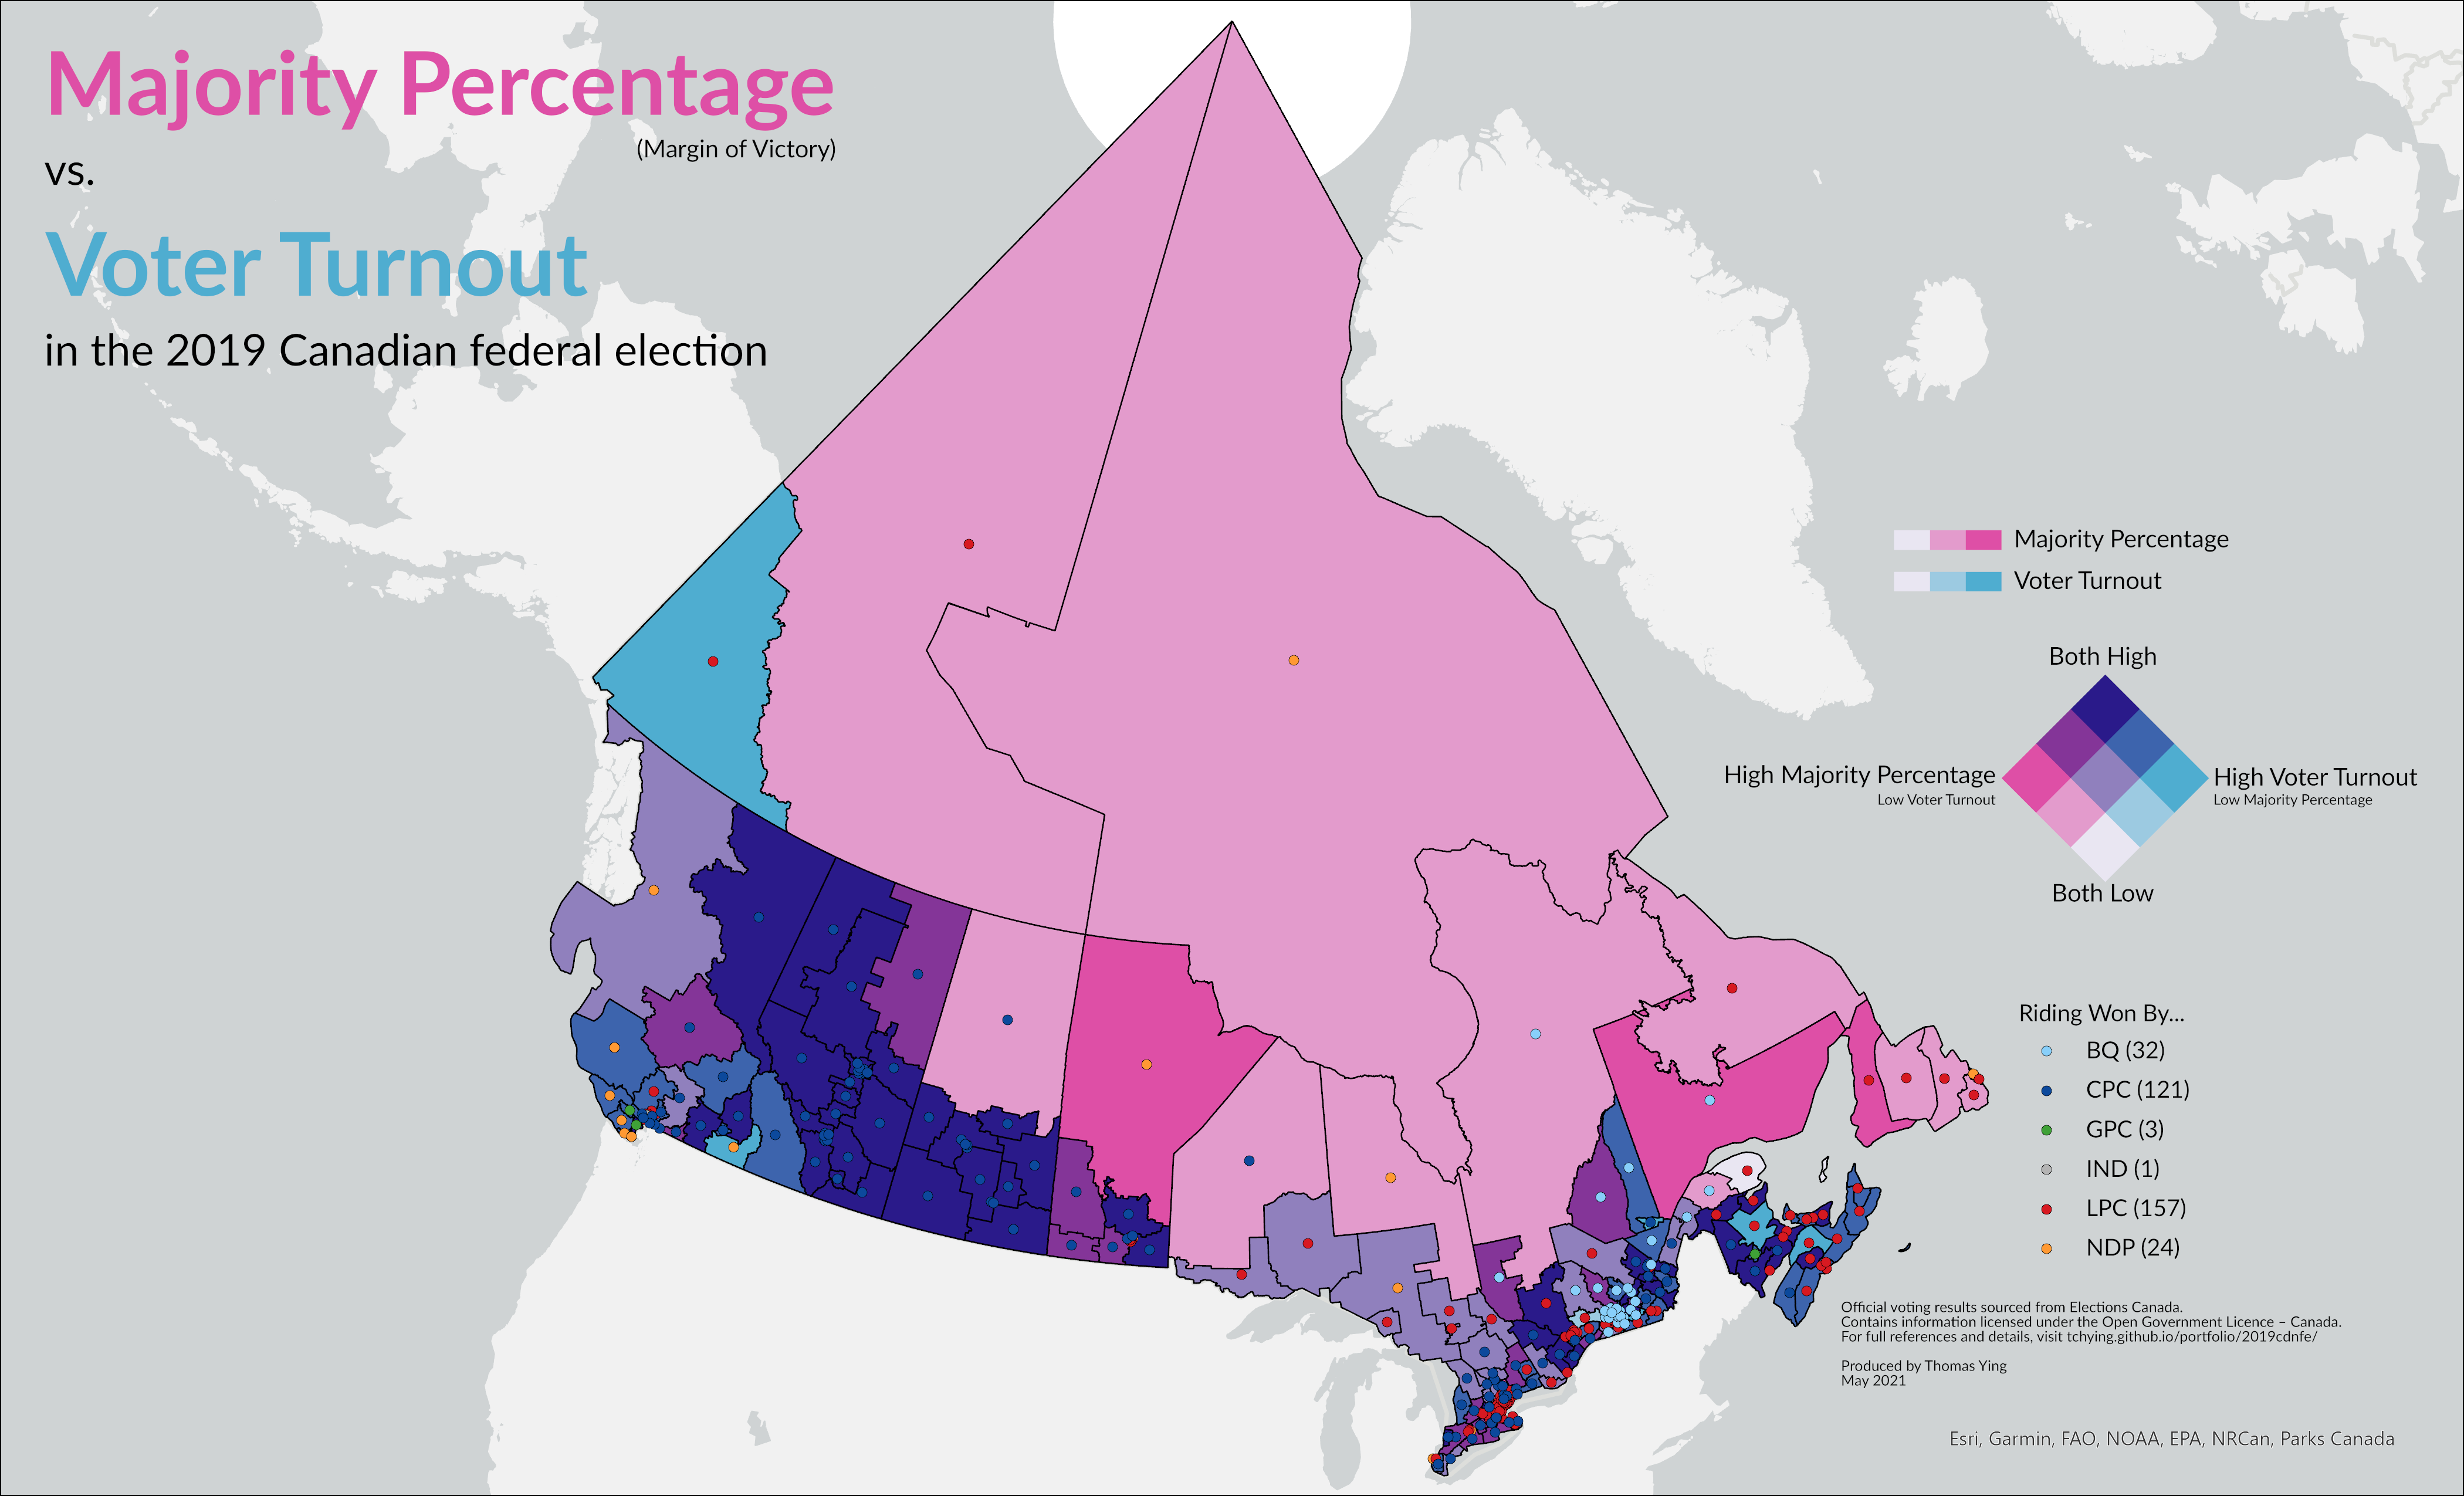 Majority Percentage
(Margin of Victory)
vs.
Voter Turnout
in the 2019 Canadian federal election
Majority Percentage
Voter Turnout
Both High
High Majority Percentage
Low Voter Turnout
High Voter Turnout
Low Majority Percentage
Both Low
Riding Won By...
BQ (32)
CPC (121)
GPC (3)
IND (1)
LPC (157)
NDP (24)
Official voting results sourced from Elections Canada.
Contains information licensed under the Open Government Licence – Canada.
For full references and details, visit tchying.github.io/portfolio/2019cdnfe/
Produced by Thomas Ying
May 2021
Esri, Garmin, FAO, NOAA, EPA, NRCan, Parks Canada